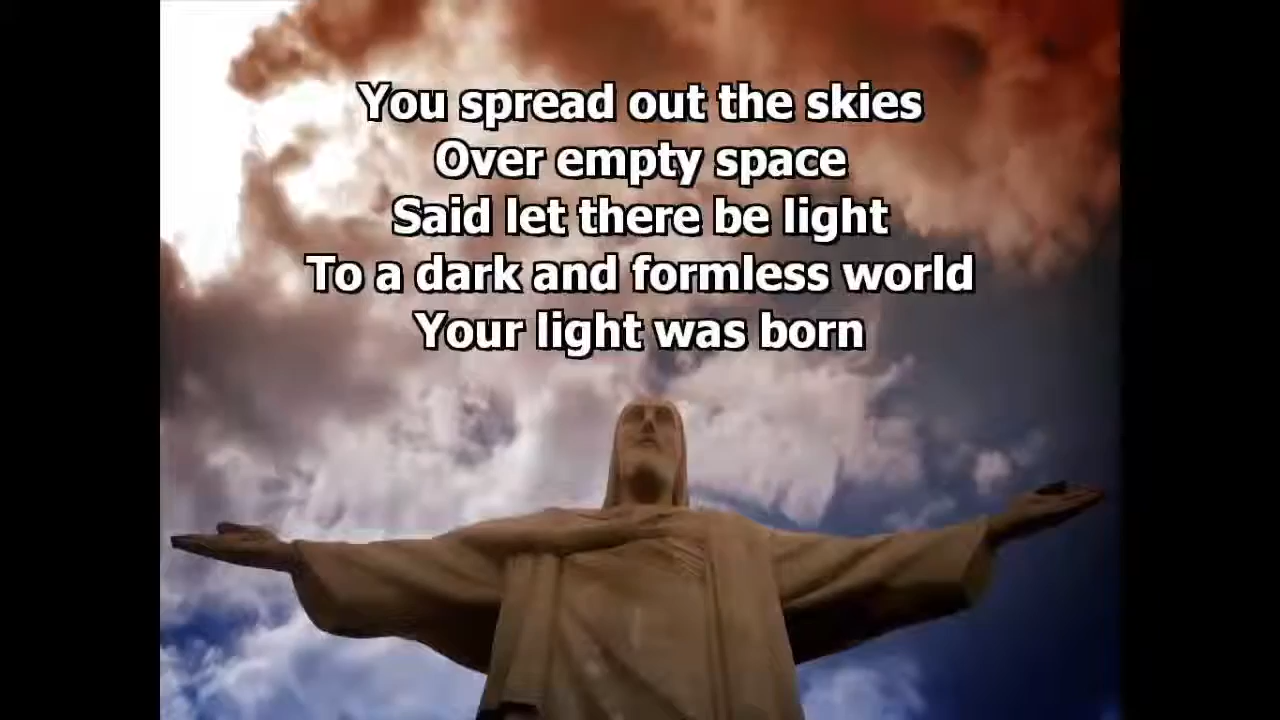 You spread out the skies
Over empty space
Said let there be light
To a dark and formless world
Your light was born